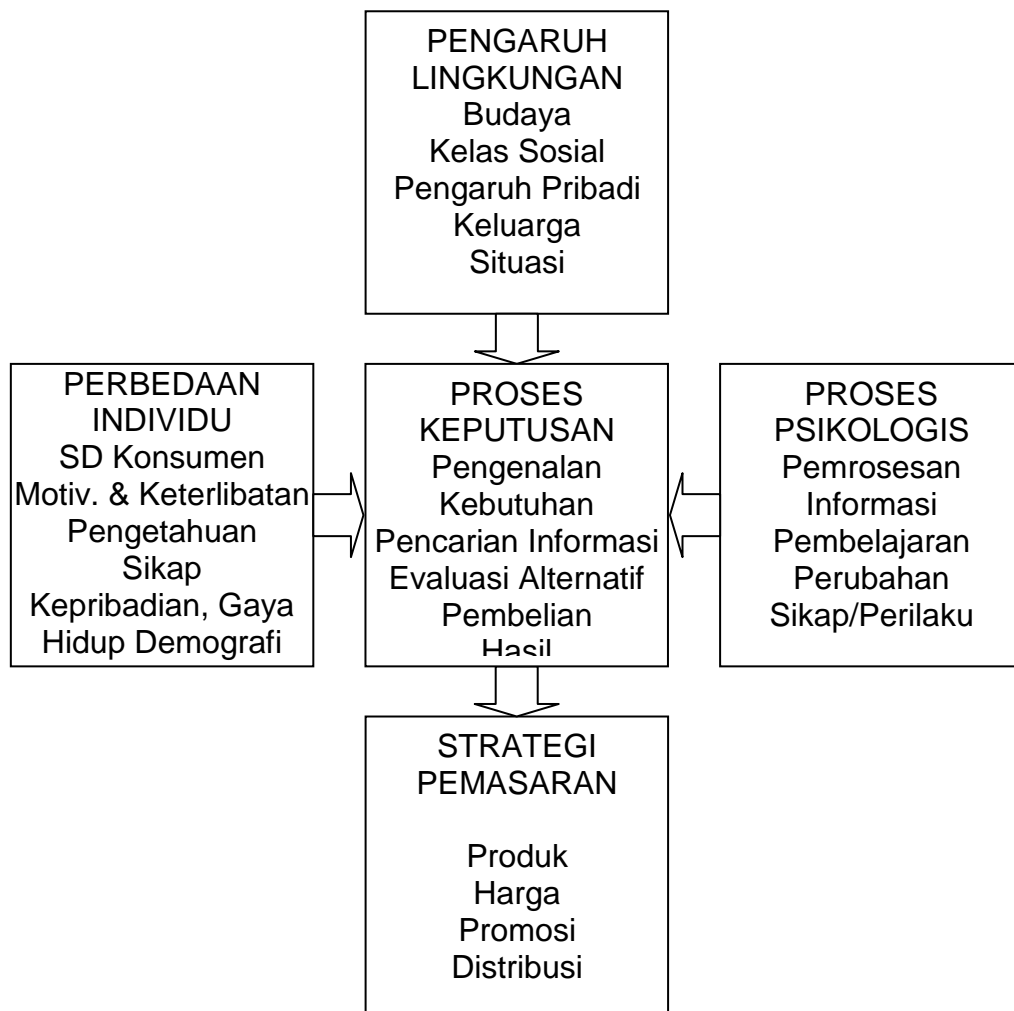 PENGARUH
LINGKUNGAN
Budaya
Kelas Sosial
Pengaruh Pribadi
Keluarga
Situasi
PERBEDAAN
INDIVIDU
SD Konsumen
Motiv. & Keterlibatan
Pengetahuan
Sikap
Kepribadian, Gaya
Hidup Demografi
PROSES
KEPUTUSAN
Pengenalan
Kebutuhan
Pencarian Informasi
Evaluasi Alternatif
Pembelian
Hasil
PROSES
PSIKOLOGIS
Pemrosesan
Informasi
Pembelajaran
Perubahan
Sikap/Perilaku
STRATEGI
PEMASARAN
Produk
Harga
Promosi
Distribusi